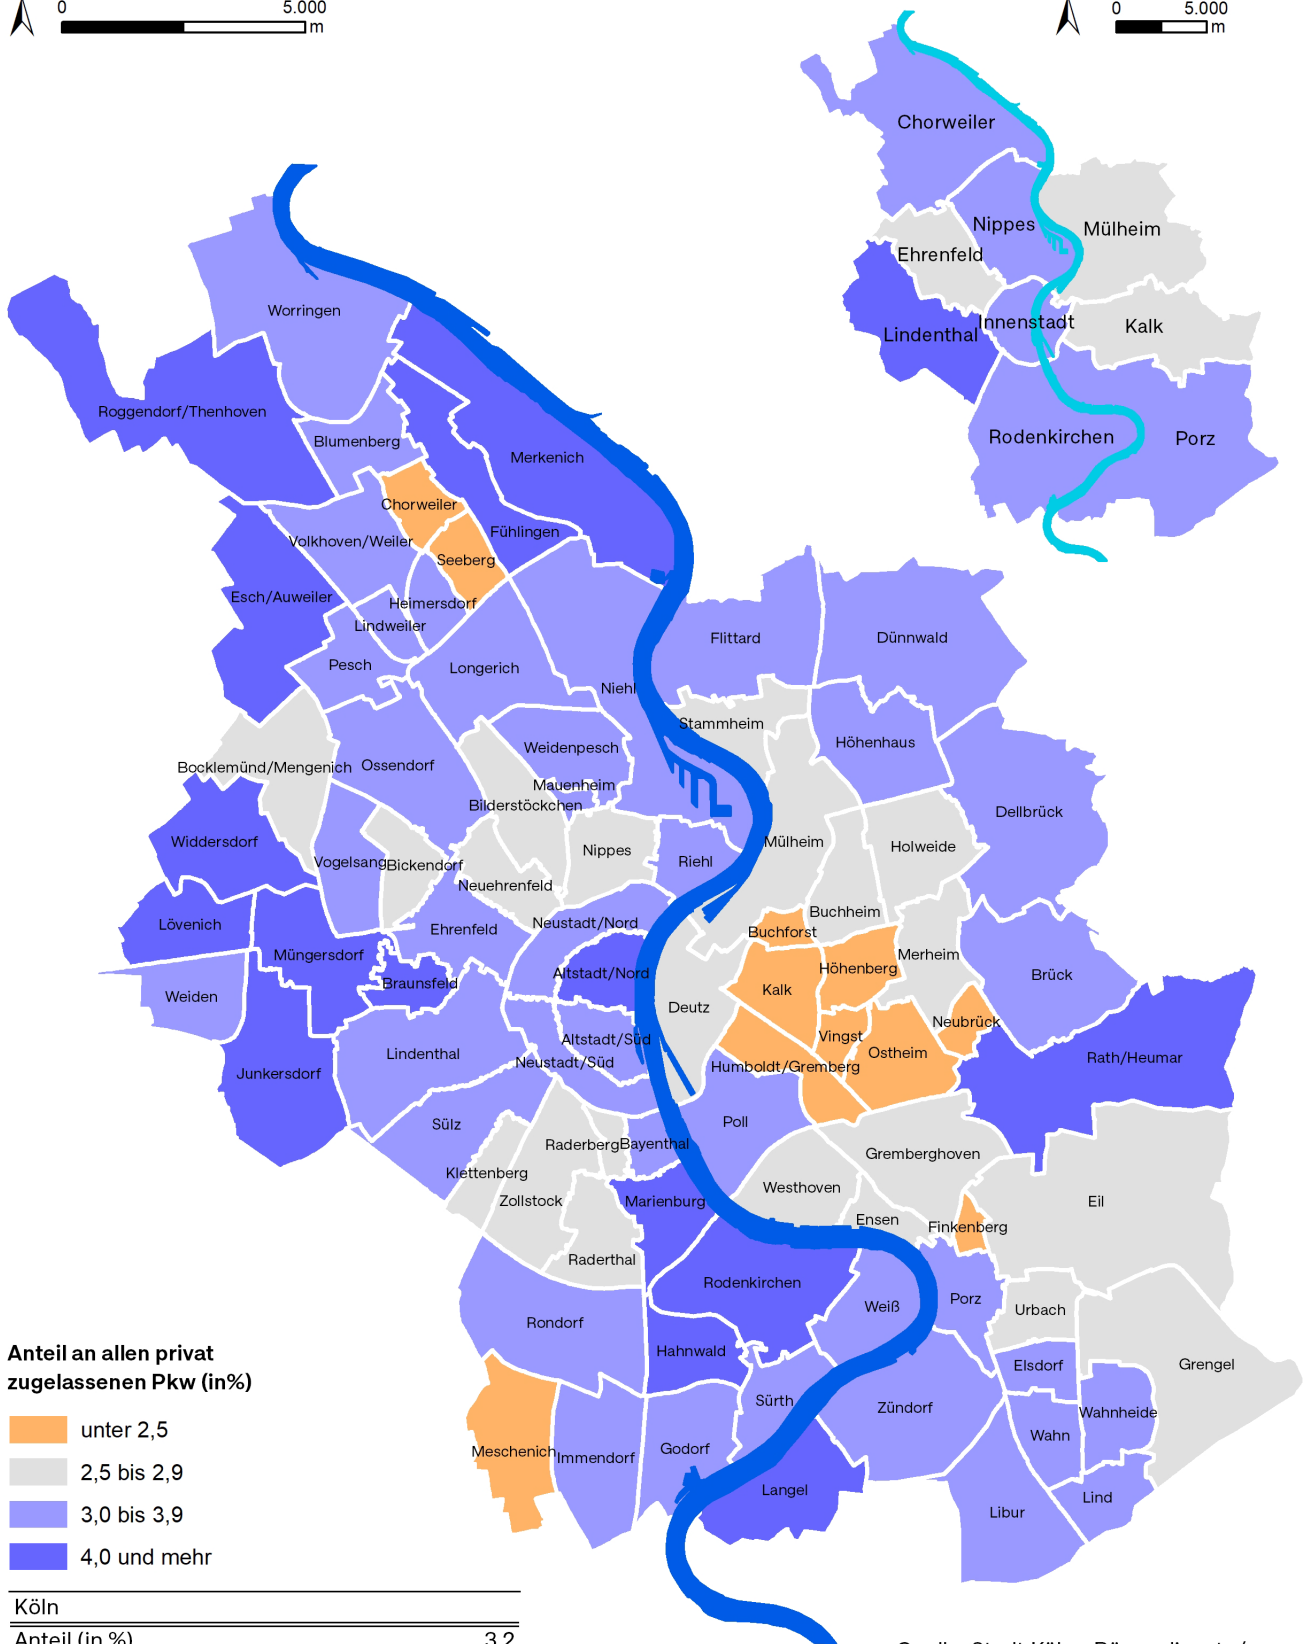 0 5.000
m
0 5.000
m
Chorweiler
Nippes
Mülheim
Ehrenfeld
Innenstadt
Kalk
Lindenthal
Rodenkirchen
Porz
Worringen
Roggendorf/Thenhoven
Blumenberg
Merkenich
Chorweiler
Fühlingen
Volkhoven/Weiler
Seeberg
Esch/Auweiler
Heimersdorf
Lindweiler
Flittard
Dünnwald
Pesch
Longerich
Niehl
Stammheim
Höhenhaus
Weidenpesch
Bocklemünd/Mengenich
Ossendorf
Mauenheim
Bilderstöckchen
Dellbrück
Widdersdorf
Mülheim
Holweide
Nippes
Riehl
Vogelsang
Bickendorf
Neuehrenfeld
Buchheim
Lövenich
Ehrenfeld
Neustadt/Nord
Buchforst
Müngersdorf
Merheim
Höhenberg
Altstadt/Nord
Brück
Braunsfeld
Kalk
Weiden
Deutz
Neubrück
Vingst
Altstadt/Süd
Lindenthal
Ostheim
Rath/Heumar
Neustadt/Süd
Humboldt/Gremberg
Junkersdorf
Sülz
Poll
Raderberg
Bayenthal
Gremberghoven
Klettenberg
Westhoven
Zollstock
Marienburg
Eil
Ensen
Finkenberg
Raderthal
Rodenkirchen
Porz
Weiß
Urbach
Rondorf
Hahnwald
Elsdorf
Grengel
Sürth
Zündorf
Wahnheide
Wahn
Meschenich
Immendorf
Godorf
Langel
Lind
Libur
Anteil an allen privat
zugelassenen Pkw (in%)
unter 2,5
2,5 bis 2,9
3,0 bis 3,9
4,0 und mehr
Köln
Anteil (in %) 3,2